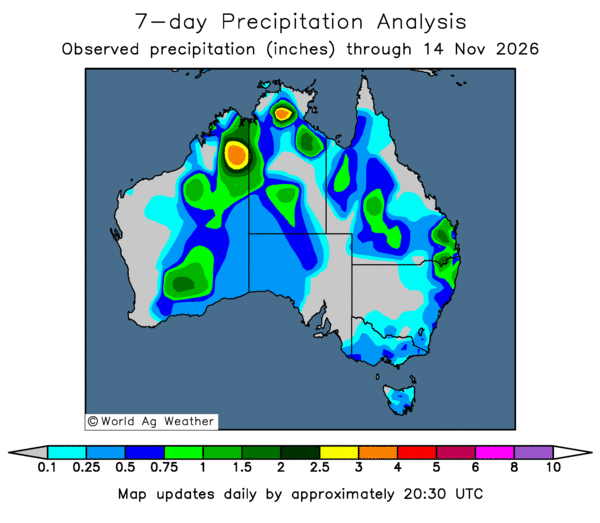 7-day Precipitation Analysis
Observed precipitation (inches) through 14 Nov 2026
©World Ag Weather
0.1 0.25 0.5 0.75 1 1.5 2 2.5 3 4 5 6 8 10
Map updates daily by approximately 20:30 UTC